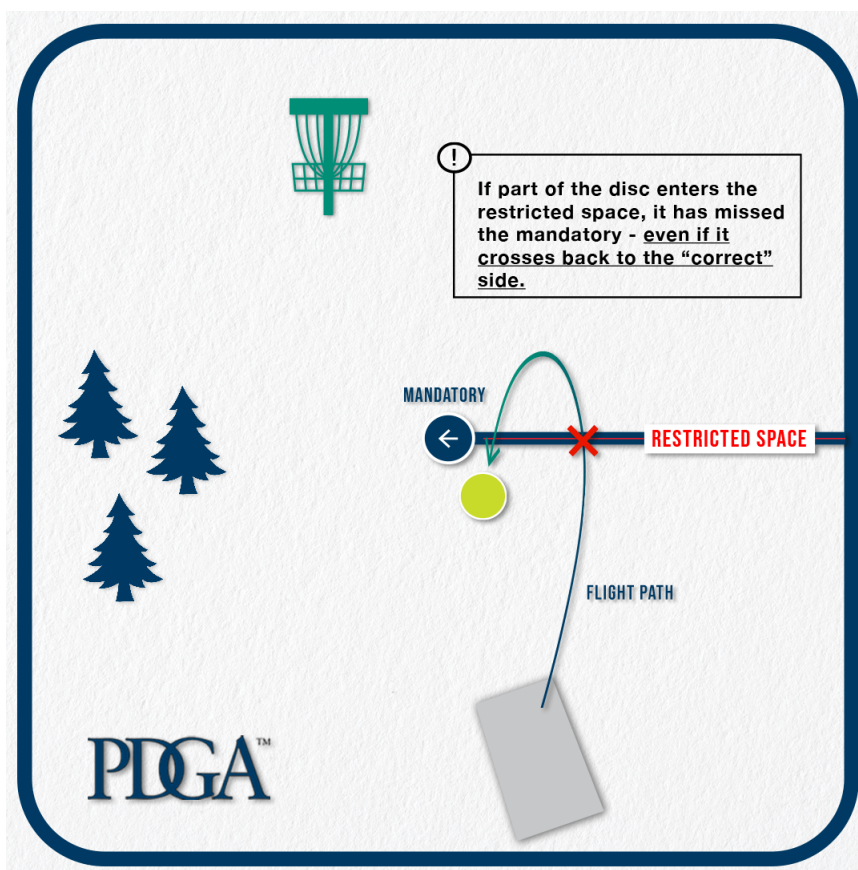 !
If part of the disc enters the
restricted space, it has missed
the mandatory - even if it
crosses back to the “correct”
side.
MANDATORY
RESTRICTED SPACE
FLIGHT PATH
PDGA™